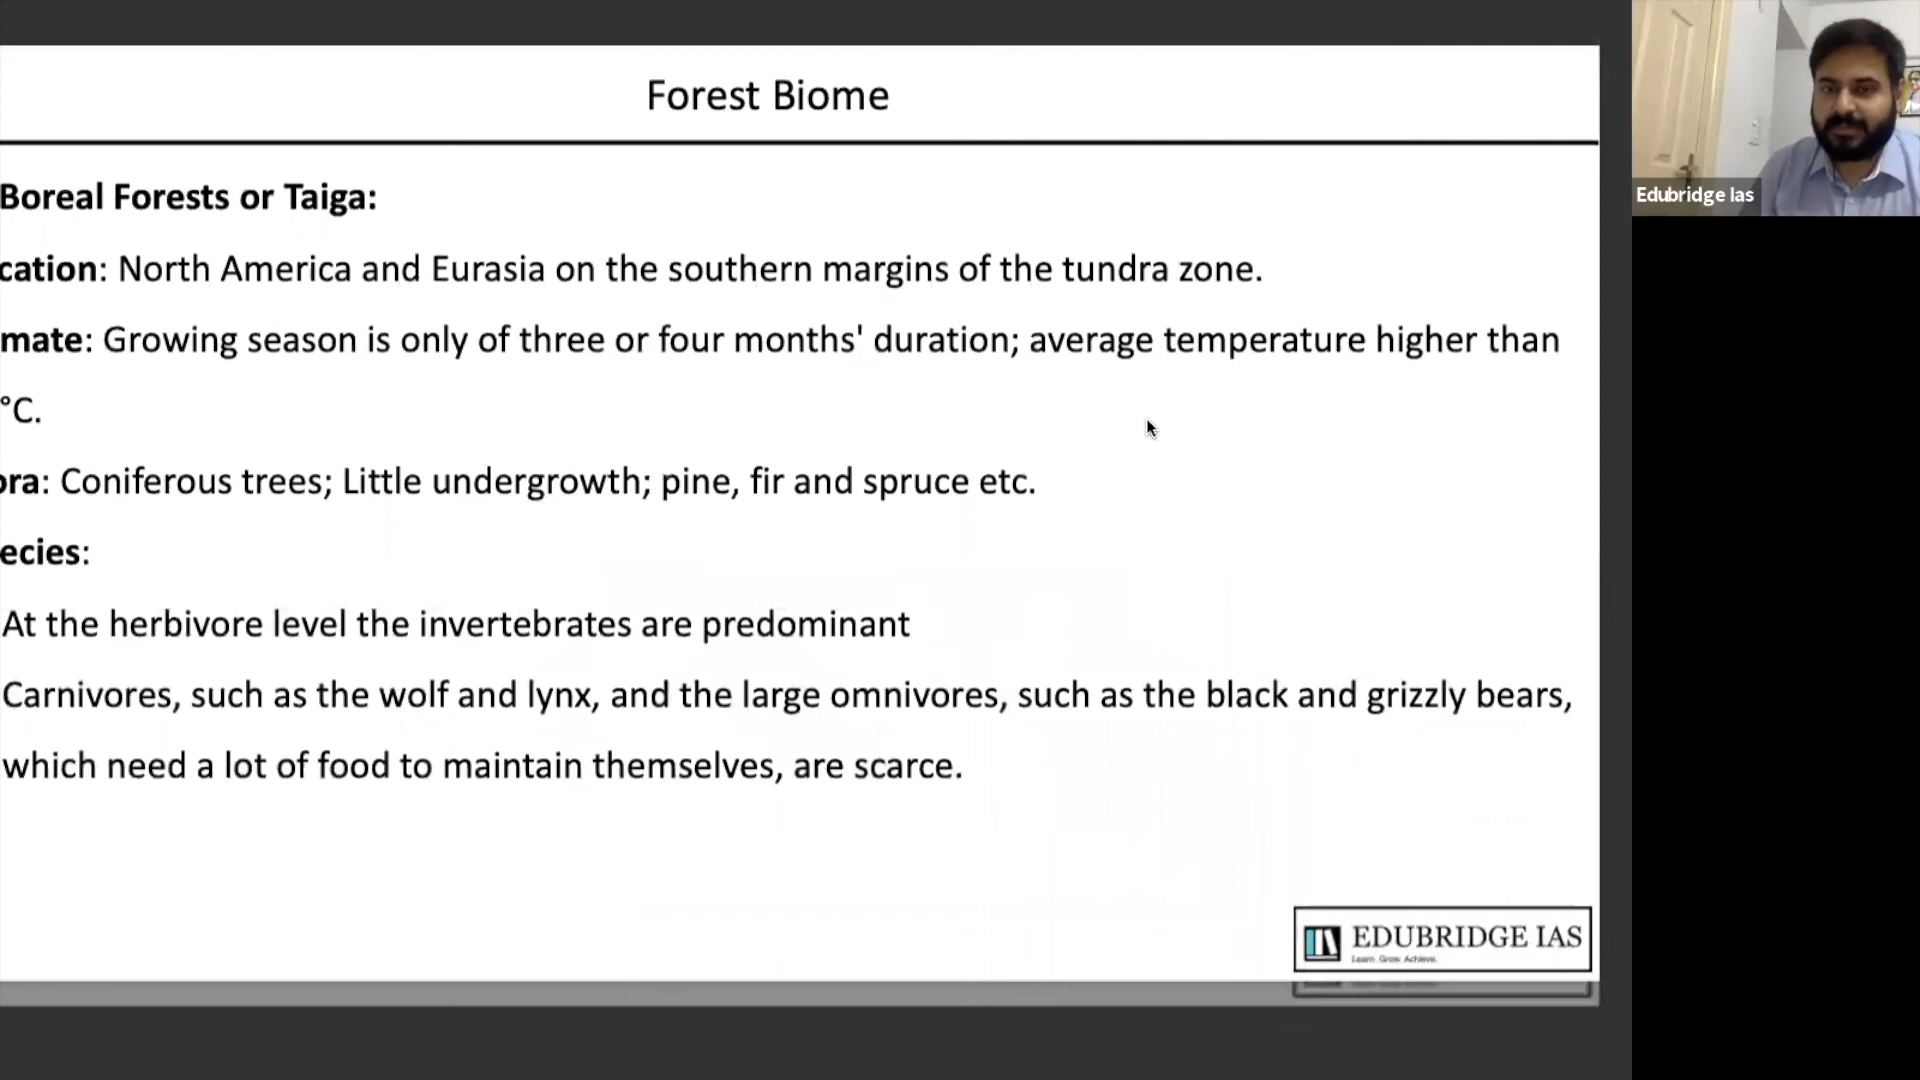 Forest Biome
Boreal Forests or Taiga:
cation: North America and Eurasia on the southern margins of the tundra zone.
mate: Growing season is only of three or four months' duration; average temperature higher than
°C.
ora: Coniferous trees; Little undergrowth; pine, fir and spruce etc.
ecies:
At the herbivore level the invertebrates are predominant
Carnivores, such as the wolf and lynx, and the large omnivores, such as the black and grizzly bears,
which need a lot of food to maintain themselves, are scarce.
EDUBRIDGE IAS
Learn. Grow. Achieve.
Edubridge Ias